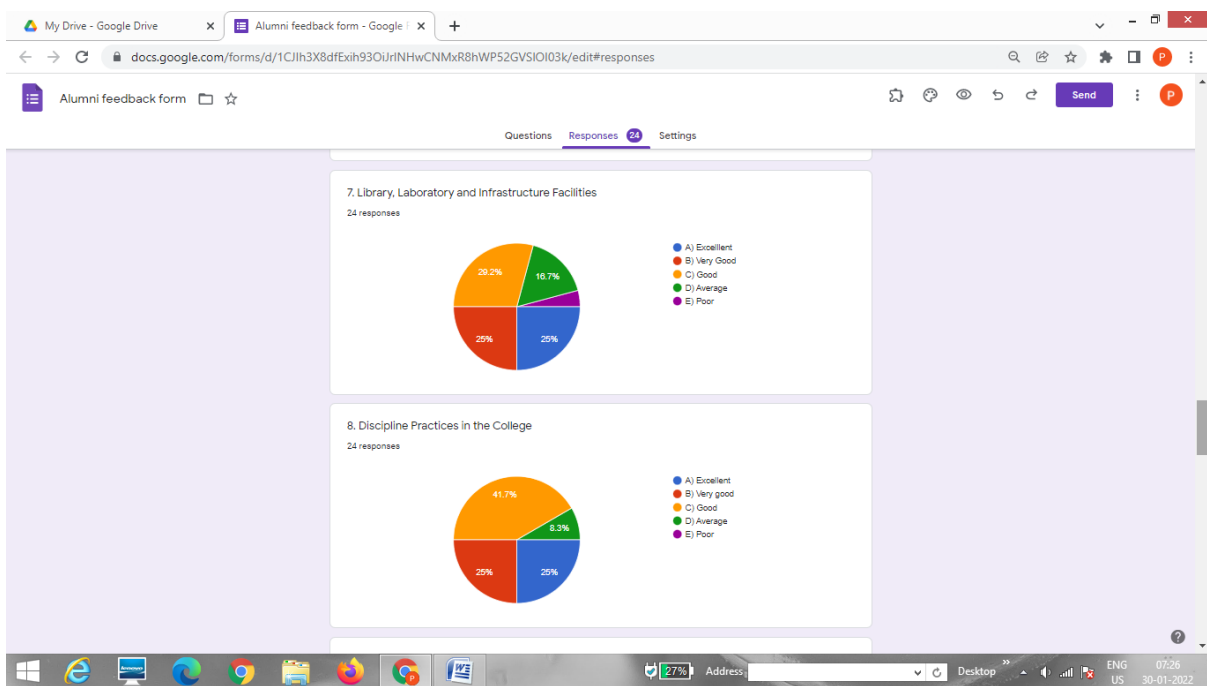 My Drive - Google Drive
Alumni feedback form - Google F
docs.google.com/forms/d/1CJIh3X8dfExih93OiJrlNHwCNMxR8hWP52GVSIOI03k/edit#responses
P
Alumni feedback form
Send
P
Questions Responses 24 Settings
7. Library, Laboratory and Infrastructure Facilities
24 responses
29.2% 16.7%
25% 25%
A) Excellent
B) Very Good
C) Good
D) Average
E) Poor
8. Discipline Practices in the College
24 responses
41.7%
8.3%
25% 25%
A) Excellent
B) Very good
C) Good
D) Average
E) Poor
27% Address Desktop ENG 07:26
US 30-01-2022